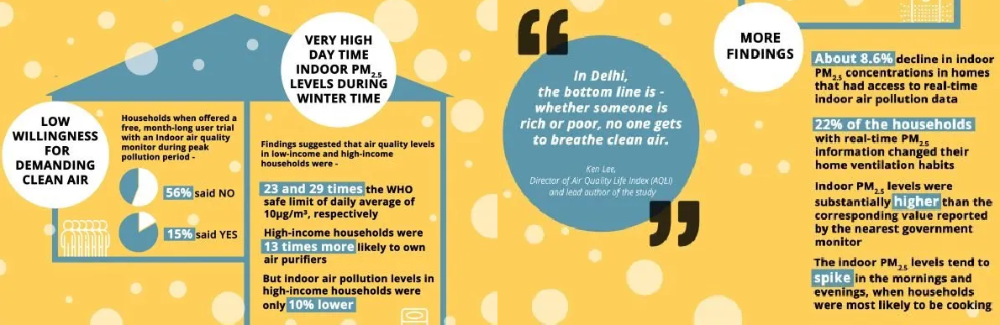 LOW
WILLINGNESS
FOR
DEMANDING
CLEAN AIR
Households when offered a
free, month-long user trial
with an Indoor air quality
monitor during peak
pollution period -
56% said NO
15% said YES
VERY HIGH
DAY TIME
INDOOR PM2.5
LEVELS DURING
WINTER TIME
Findings suggested that air quality levels
in low-income and high-income
households were -
23 and 29 times the WHO
safe limit of daily average of
10µg/m³, respectively
High-income households were
13 times more likely to own
air purifiers
But indoor air pollution levels in
high-income households were
only 10% lower
“
In Delhi,
the bottom line is -
whether someone is
rich or poor, no one gets
to breathe clean air.
Ken Lee,
Director of Air Quality Life Index (AQLI)
and lead author of the study
”
MORE
FINDINGS
About 8.6% decline in indoor
PM2.5 concentrations in homes
that had access to real-time
indoor air pollution data
22% of the households
with real-time PM2.5
information changed their
home ventilation habits
Indoor PM2.5 levels were
substantially higher than the
corresponding value reported
by the nearest government
monitor
The indoor PM2.5 levels tend to
spike in the mornings and
evenings, when households
were most likely to be cooking